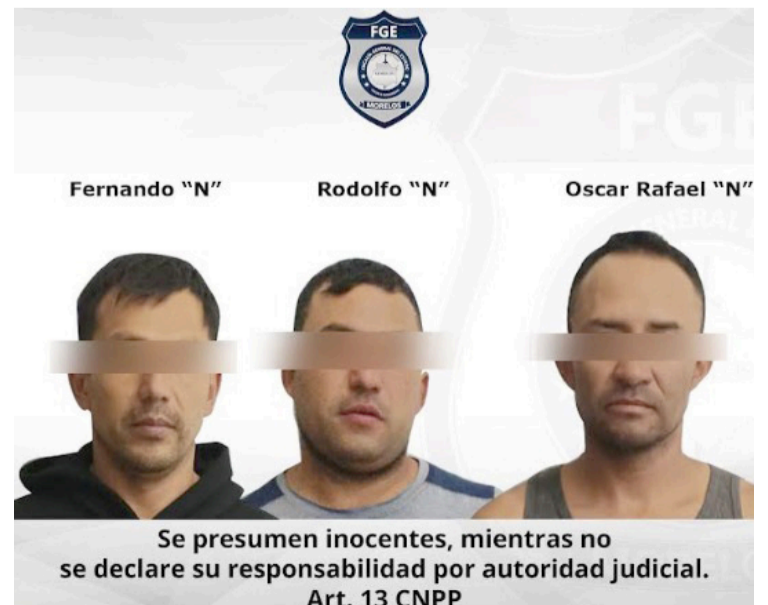 FGE
MORELOS
Fernando “N”
Rodolfo “N”
Oscar Rafael “N”
FGE
Se presumen inocentes, mientras no
se declare su responsabilidad por autoridad judicial.
Art. 13 CNPP